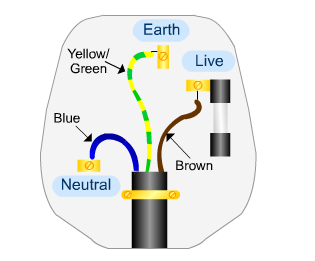 Earth
Yellow/
Green
Live
Blue
Brown
Neutral